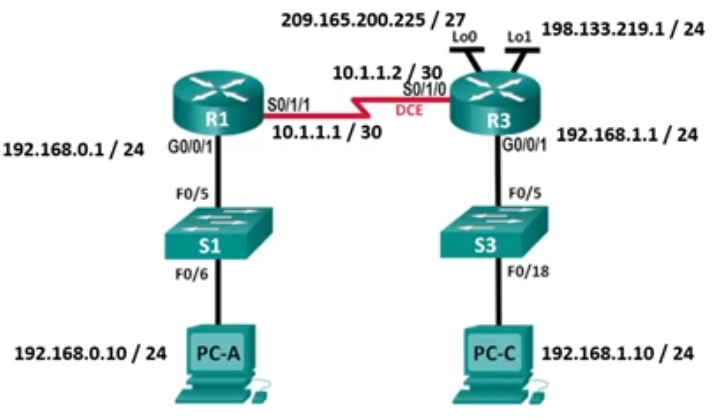 209.165.200.225 / 27
Lo0
Lo1
198.133.219.1 / 24
10.1.1.2 / 30
S0/1/0
S0/1/1
DCE
R1
R3
10.1.1.1 / 30
192.168.1.1 / 24
192.168.0.1 / 24
G0/0/1
G0/0/1
F0/5
F0/5
S1
S3
F0/6
F0/18
192.168.0.10 / 24
PC-A
PC-C
192.168.1.10 / 24